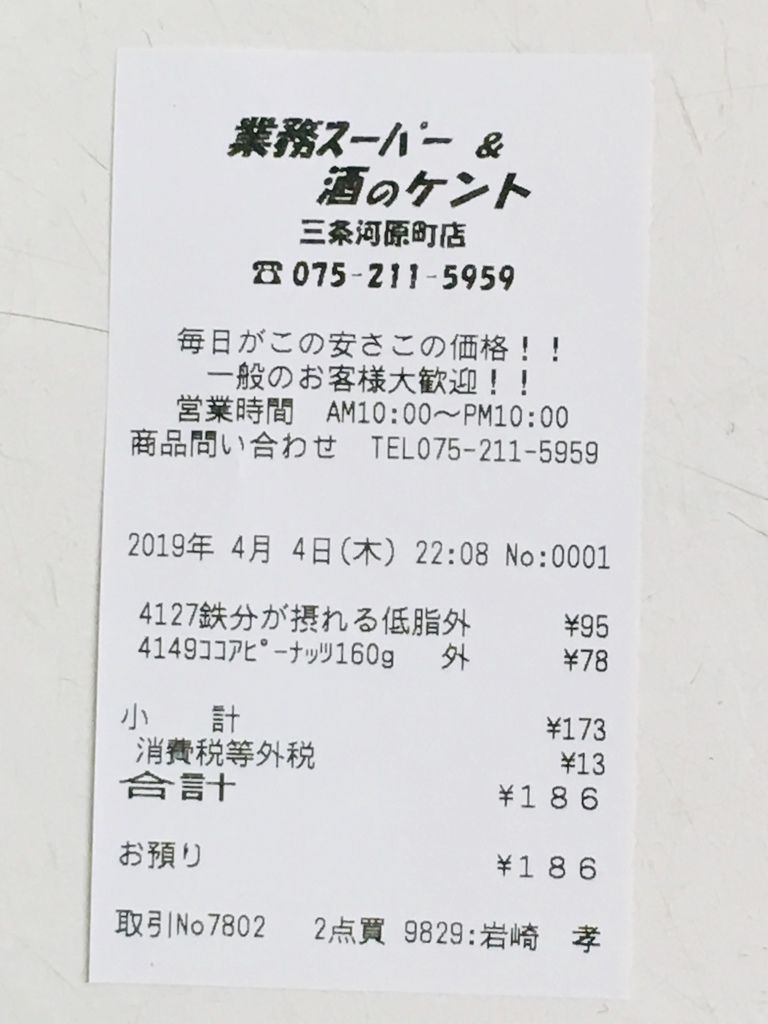 業務スーパー &
酒のケント
三条河原町店
☎075-211-5959
毎日がこの安さこの価格!!
一般のお客様大歓迎!!
営業時間 AM10:00〜PM10:00
商品問い合わせ TEL075-211-5959
2019年 4月 4日(木) 22:08 No:0001
4127鉄分が摂れる低脂外 ¥95
4149ココアピーナッツ160g 外 ¥78
小 計 ¥173
消費税等外税 ¥13
合計 ¥186
お預り ¥186
取引No7802 2点買 9829:岩崎 孝